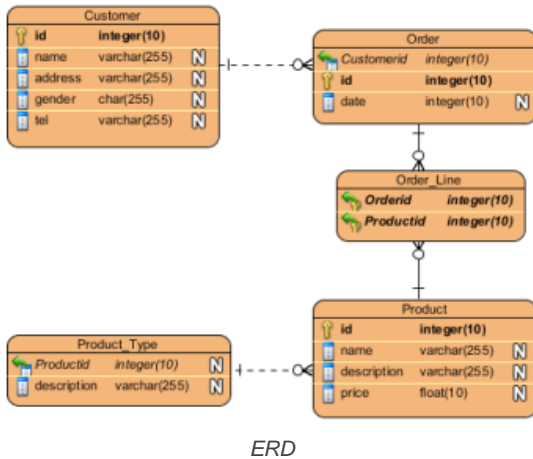 Customer
id integer(10)
name varchar(255) N
address varchar(255) N
gender char(255) N
tel varchar(255) N
Order
Customerid integer(10)
id integer(10)
date integer(10) N
Order_Line
Orderid integer(10)
Productid integer(10)
Product
id integer(10)
name varchar(255) N
description varchar(255) N
price float(10) N
Product_Type
Productid integer(10) N
description varchar(255) N
ERD